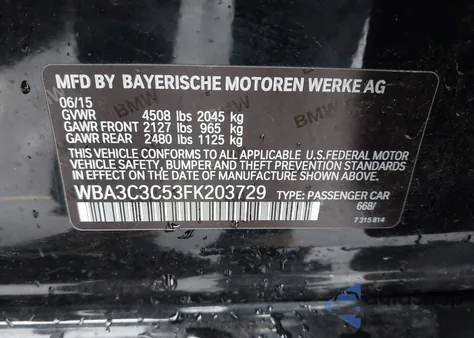 MFD BY BAYERISCHE MOTOREN WERKE AG
06/15
GVWR 4508 lbs 2045 kg
GAWR FRONT 2127 lbs 965 kg
GAWR REAR 2480 lbs 1125 kg
THIS VEHICLE CONFORMS TO ALL APPLICABLE U.S.FEDERAL MOTOR
VEHICLE SAFETY, BUMPER AND THEFT PREVENTION STANDARDS
IN EFFECT ON THE DATE OF MANUFACTURE SHOWN ABOVE.
WBA3C3C53FK203729 TYPE: PASSENGER CAR
668/
7 315 814